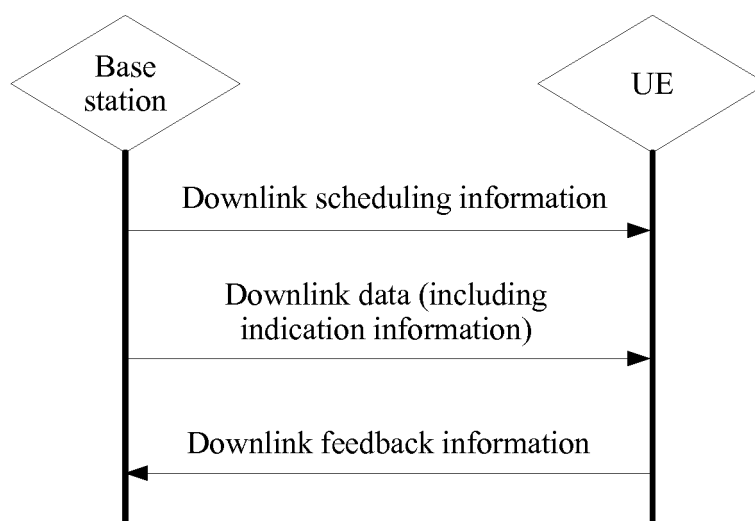 Base
station
UE
Downlink scheduling information
Downlink data (including
indication information)
Downlink feedback information